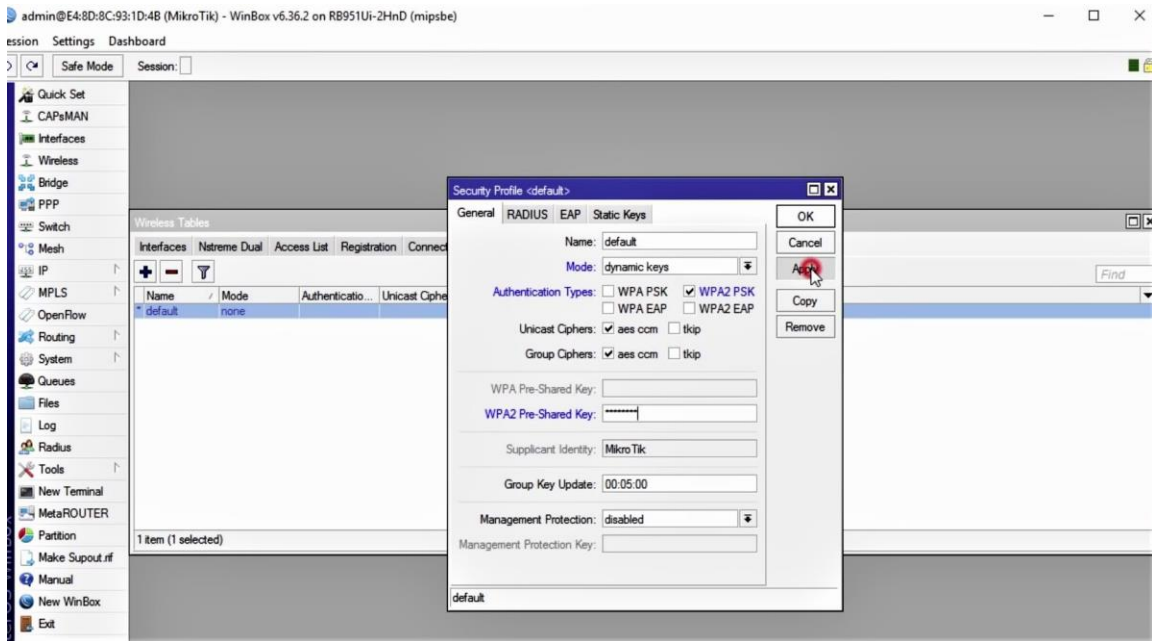 admin@E4:8D:8C:93:1D:4B (MikroTik) - WinBox v6.36.2 on RB951Ui-2HnD (mipsbe)
ession Settings Dashboard
Safe Mode Session:
Quick Set
CAPsMAN
Interfaces
Wireless
Bridge
PPP
Switch
Mesh
IP
MPLS
OpenFlow
Routing
System
Queues
Files
Log
Radius
Tools
New Terminal
MetaROUTER
Partition
Make Supout.rif
Manual
New WinBox
Exit
Wireless Tables
Interfaces Nstreme Dual Access List Registration Connect
Find
Name Mode Authenticatio... Unicast Ciphe
* default none
1 item (1 selected)
Security Profile <default>
General RADIUS EAP Static Keys
Name: default
Mode: dynamic keys
Authentication Types: WPA PSK WPA2 PSK
WPA EAP WPA2 EAP
Unicast Ciphers: aes ccm tkip
Group Ciphers: aes ccm tkip
WPA Pre-Shared Key:
WPA2 Pre-Shared Key: ********
Supplicant Identity: MikroTik
Group Key Update: 00:05:00
Management Protection: disabled
Management Protection Key:
default
OK
Cancel
Apply
Copy
Remove